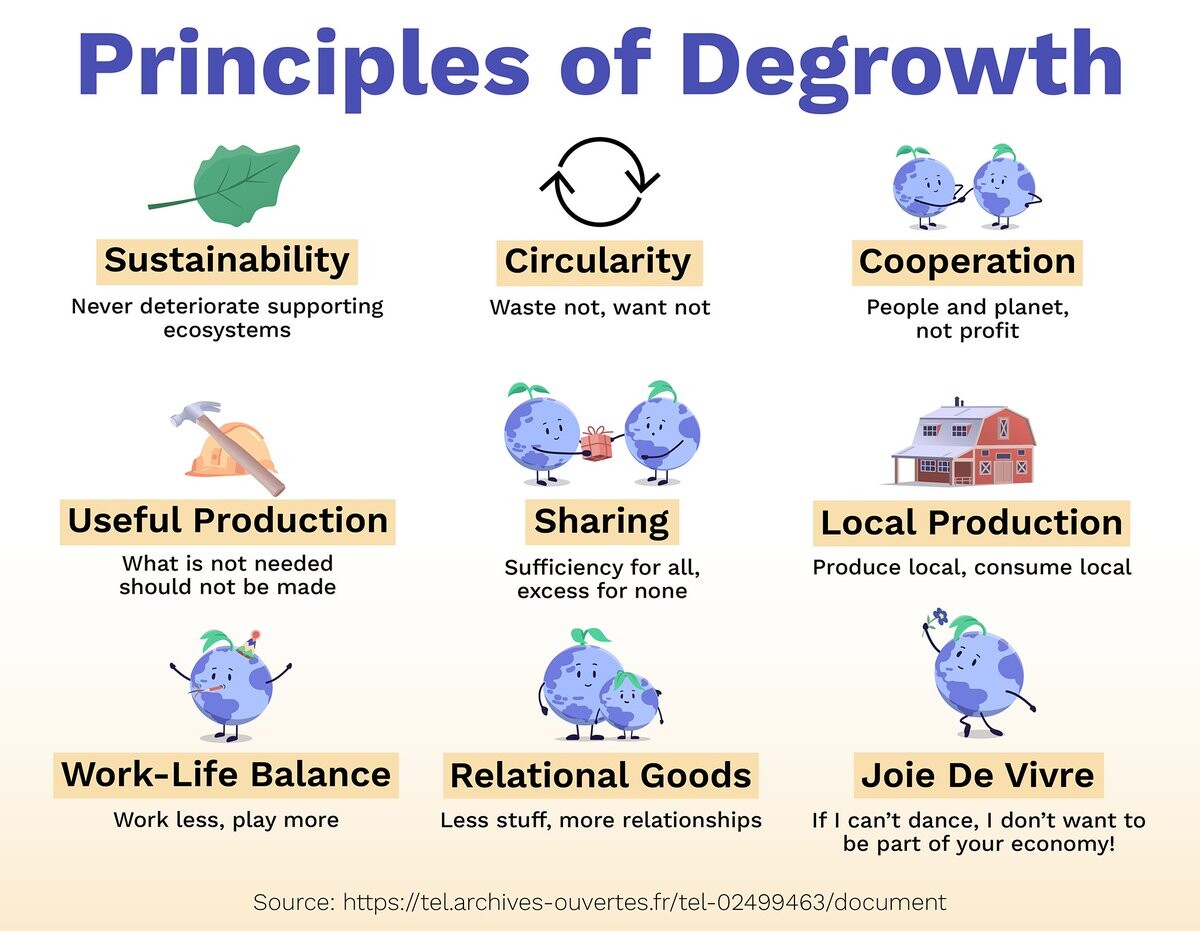 Principles of Degrowth
Sustainability
Never deteriorate supporting
ecosystems
Circularity
Waste not, want not
Cooperation
People and planet,
not profit
Useful Production
What is not needed
should not be made
Sharing
Sufficiency for all,
excess for none
Local Production
Produce local, consume local
Work-Life Balance
Work less, play more
Relational Goods
Less stuff, more relationships
Joie De Vivre
If I can’t dance, I don’t want to
be part of your economy!
Source: https://tel.archives-ouvertes.fr/tel-02499463/document